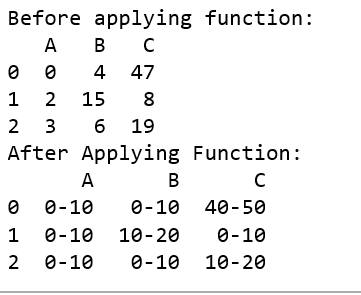 Before applying function:
   A   B   C
0  0   4  47
1  2  15   8
2  3   6  19
After Applying Function:
      A      B      C
0  0-10   0-10  40-50
1  0-10  10-20   0-10
2  0-10   0-10  10-20